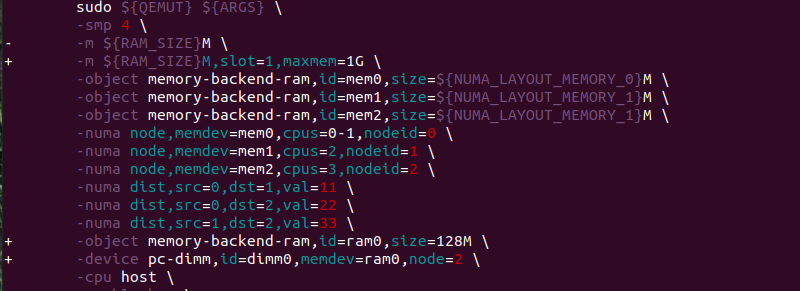 sudo ${QEMUT} ${ARGS} \
-smp 4 \
- -m ${RAM_SIZE}M \
+ -m ${RAM_SIZE}M,slot=1,maxmem=1G \
-object memory-backend-ram,id=mem0,size=${NUMA_LAYOUT_MEMORY_0}M \
-object memory-backend-ram,id=mem1,size=${NUMA_LAYOUT_MEMORY_1}M \
-object memory-backend-ram,id=mem2,size=${NUMA_LAYOUT_MEMORY_1}M \
-numa node,memdev=mem0,cpus=0-1,nodeid=0 \
-numa node,memdev=mem1,cpus=2,nodeid=1 \
-numa node,memdev=mem2,cpus=3,nodeid=2 \
-numa dist,src=0,dst=1,val=11 \
-numa dist,src=0,dst=2,val=22 \
-numa dist,src=1,dst=2,val=33 \
+ -object memory-backend-ram,id=ram0,size=128M \
+ -device pc-dimm,id=dimm0,memdev=ram0,node=2 \
-cpu host \